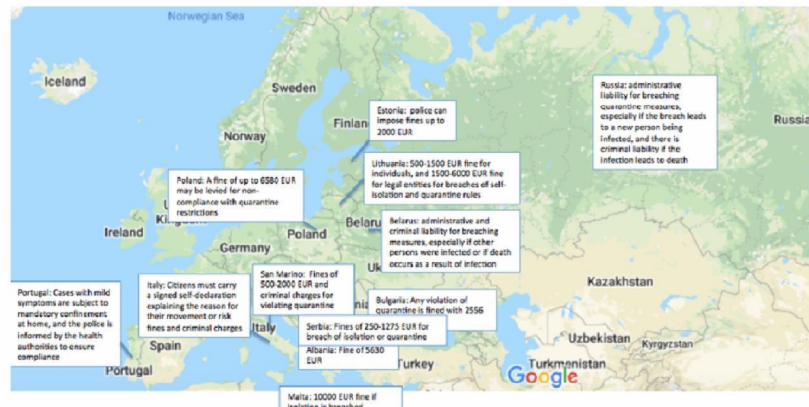 Norwegian Sea
Iceland
Sweden
Norway
Finlan
Russia
Russia: administrative
liability for breaching
quarantine measures,
especially if the breach leads
to a new person being
infected, and there is
criminal liability if the
infection leads to death
Estonia: police can
impose fines up to
2000 EUR
Lithuania: 500-1500 EUR fine for
individuals, and 1500-6000 EUR fine
for legal entities for breaches of self-
isolation and quarantine rules
Poland: A fine of up to 6580 EUR
may be levied for non-
compliance with quarantine
restrictions
U
Kingdom
Ireland
Poland
Belarus
Germany
Belarus: administrative and
criminal liability for breaching
measures, especially if other
persons were infected or if death
occurs as a result of infection
Uk
Kazakhstan
Portugal: Cases with mild
symptoms are subject to
mandatory confinement
at home, and the police is
informed by the health
authorities to ensure
compliance
Italy: Citizens must carry
a signed self-declaration
explaining the reason for
their movement or risk
fines and criminal charges
San Marino: Fines of
500-2000 EUR and
criminal charges for
violating quarantine
nia
Bulgaria: Any violation of
quarantine is fined with 2556
Serbia: Fines of 250-1275 EUR for
breach of isolation or quarantine
Albania: Fine of 5630
EUR
Italy
Spain
Portugal
Turkey
Uzbekistan
Kyrgyzstan
Turkmenistan
Google
Malta: 10000 EUR fine if
isolation is breached